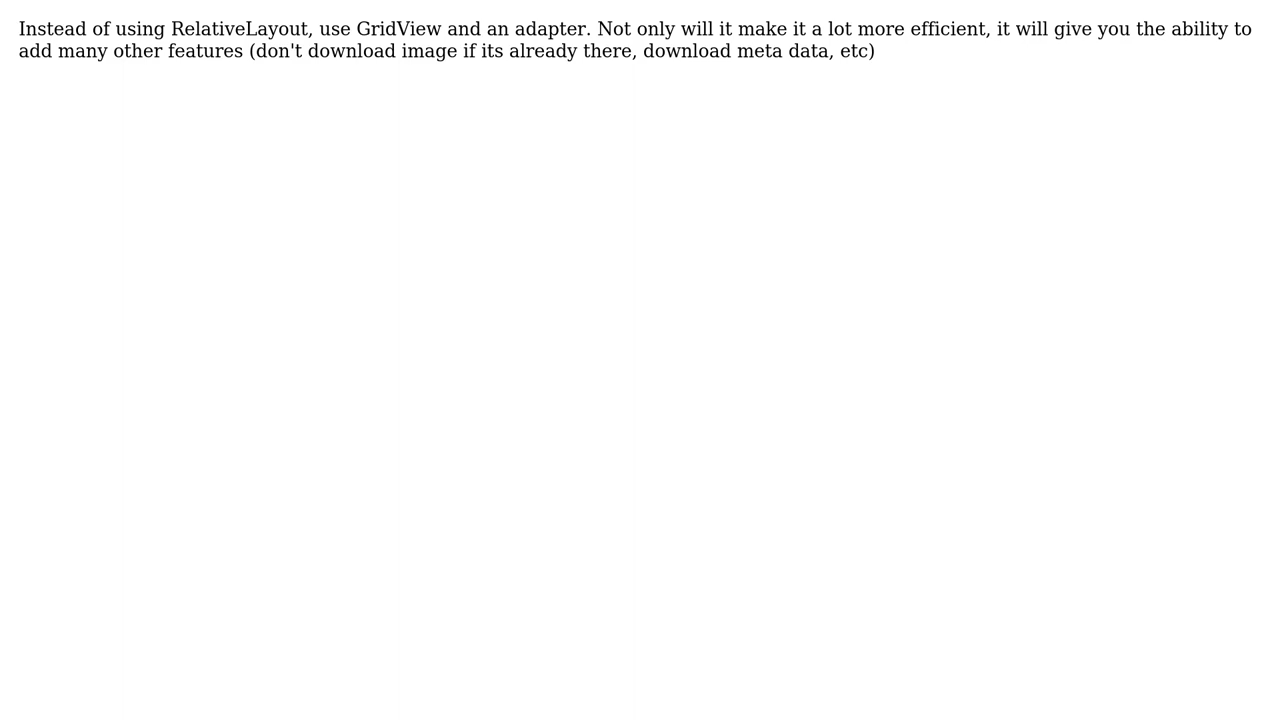 Instead of using RelativeLayout, use GridView and an adapter. Not only will it make it a lot more efficient, it will give you the ability to
add many other features (don't download image if its already there, download meta data, etc)